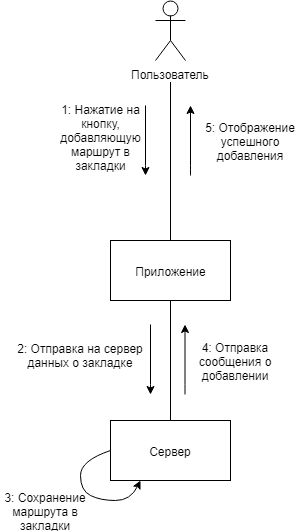 Пользователь
1: Нажатие на
кнопку,
добавляющую
маршрут в
закладки
5: Отображение
успешного
добавления
Приложение
2: Отправка на сервер
данных о закладке
4: Отправка
сообщения о
добавлении
Сервер
3: Сохранение
маршрута в
закладки